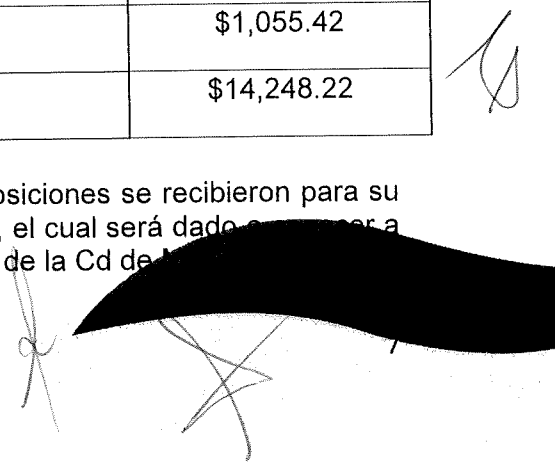 $1,055.42
$14,248.22
osiciones se recibieron para su
, el cual será dado a
de la Cd de